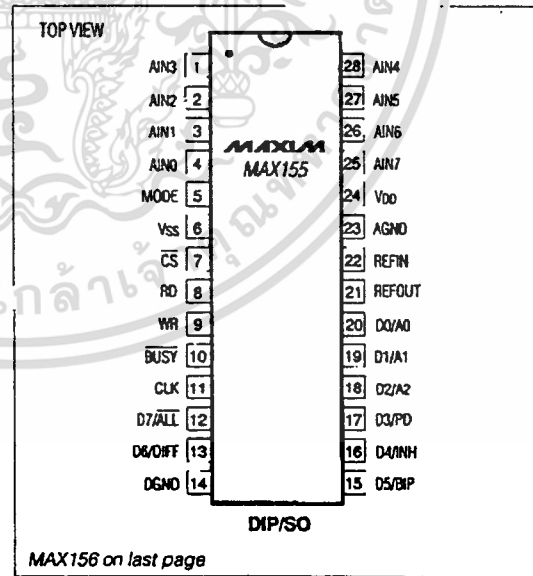 TOP VIEW
MAXIM
MAX155
AIN3 1
AIN2 2
AIN1 3
AIN0 4
MODE 5
VSS 6
C̅S̅ 7
RD 8
WR 9
B̅U̅S̅Y̅ 10
CLK 11
D7/A̅L̅L̅ 12
D6/DIFF 13
DGND 14
28 AIN4
27 AIN5
26 AIN6
25 AIN7
24 VDD
23 AGND
22 REFIN
21 REFOUT
20 D0/A0
19 D1/A1
18 D2/A2
17 D3/PD
16 D4/INH
15 D5/BIP
DIP/SO
MAX156 on last page